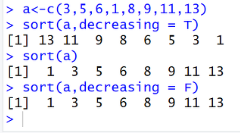 > a<-c(3,5,6,1,8,9,11,13)
> sort(a,decreasing = T)
[1] 13 11  9  8  6  5  3  1
> sort(a)
[1]  1  3  5  6  8  9 11 13
> sort(a,decreasing = F)
[1]  1  3  5  6  8  9 11 13
>